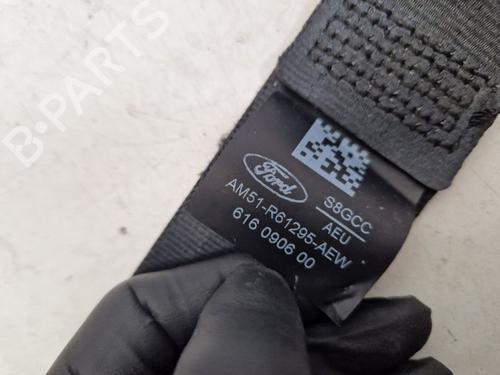 B-PARTS
Ford
S8GCC
AEU
AM51-R61295-AEW
616 0906 00